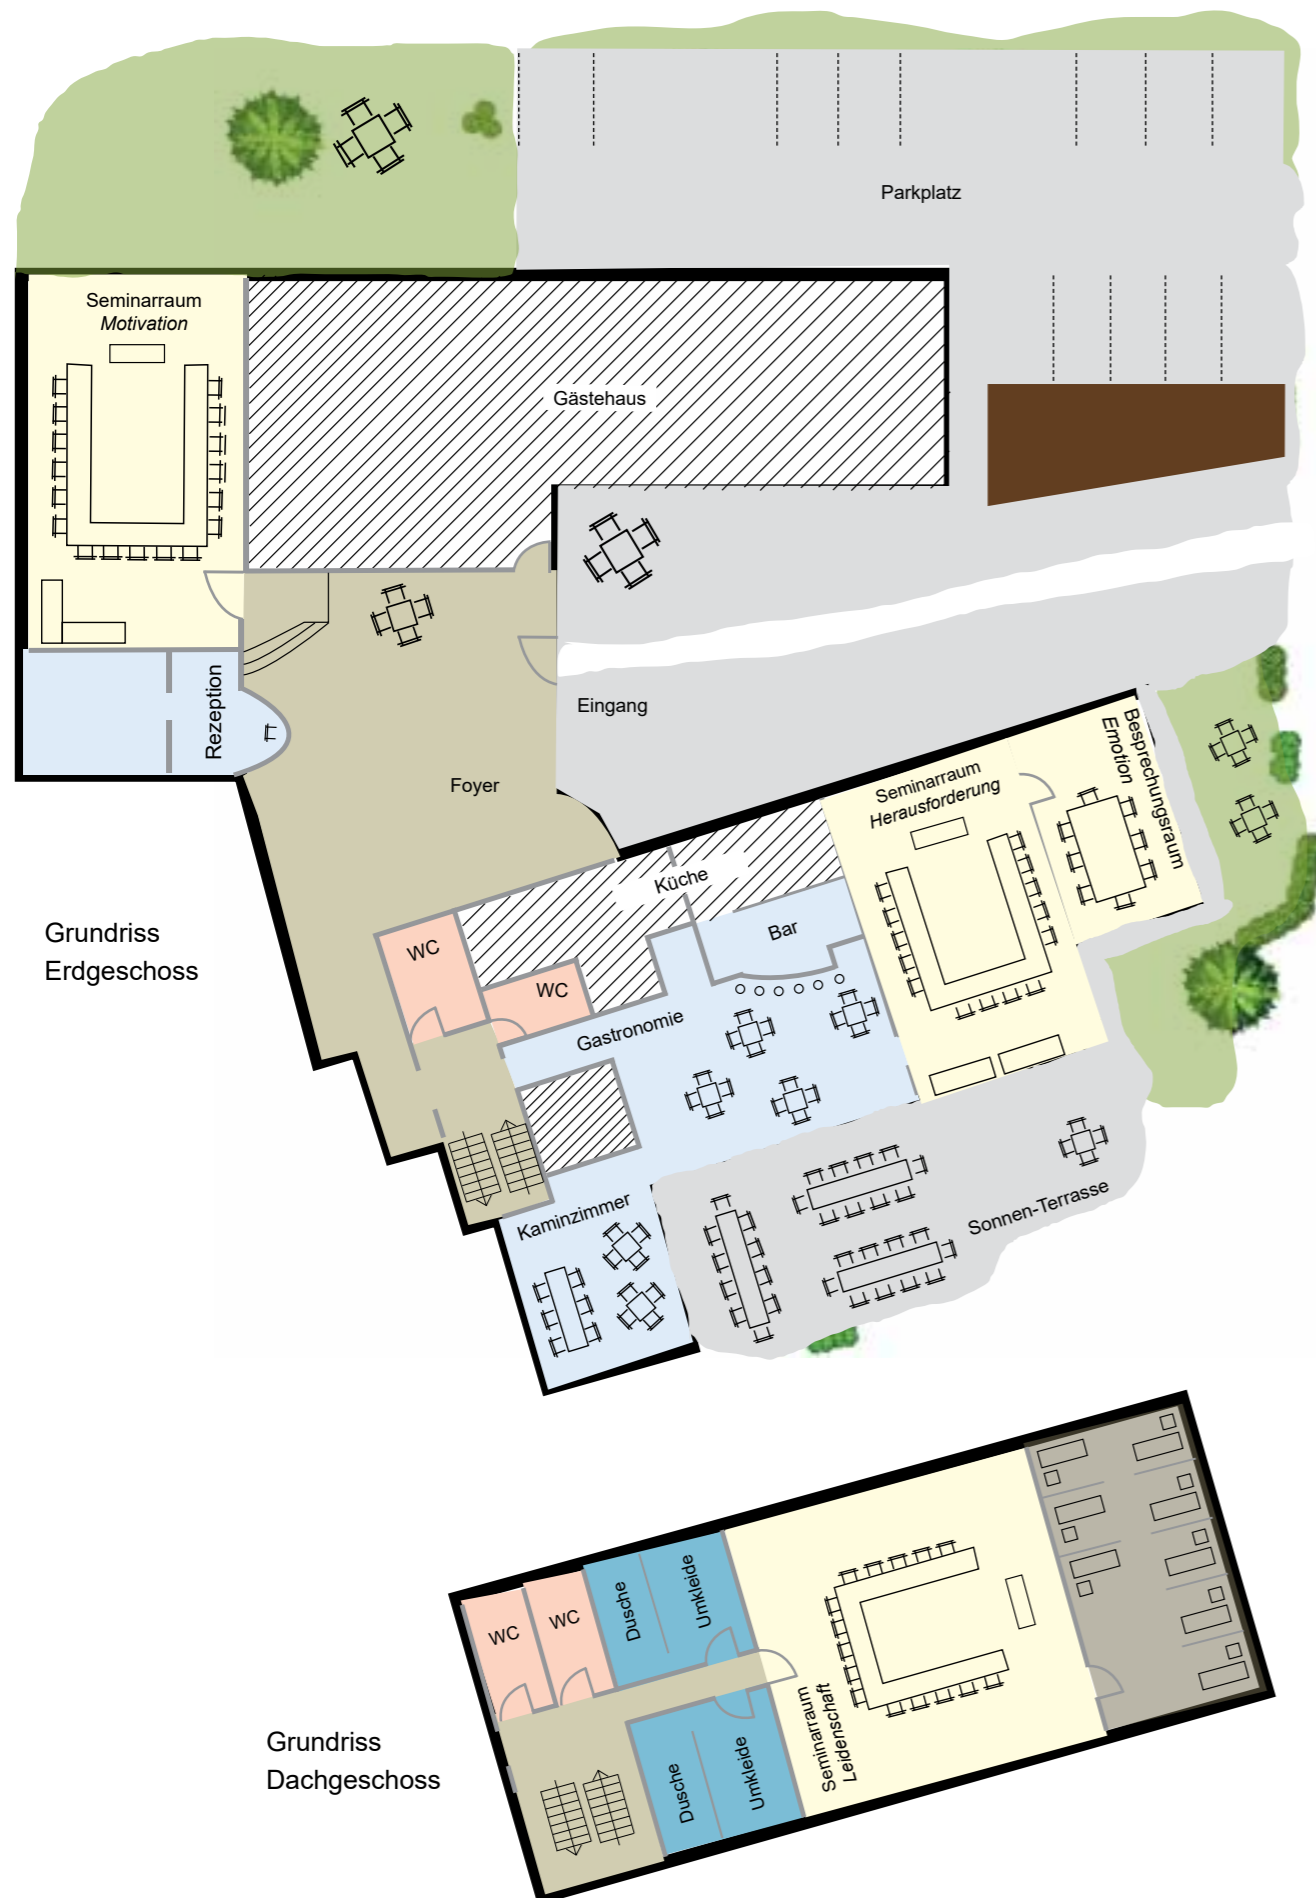 Parkplatz
Seminarraum
Motivation
Gästehaus
Rezeption
Eingang
Foyer
Seminarraum
Herausforderung
Besprechungsraum
Emotion
Küche
Bar
WC
WC
Gastronomie
Grundriss
Erdgeschoss
Kaminzimmer
Sonnen-Terrasse
WC
WC
Dusche
Umkleide
Seminarraum
Leidenschaft
Dusche
Umkleide
Grundriss
Dachgeschoss